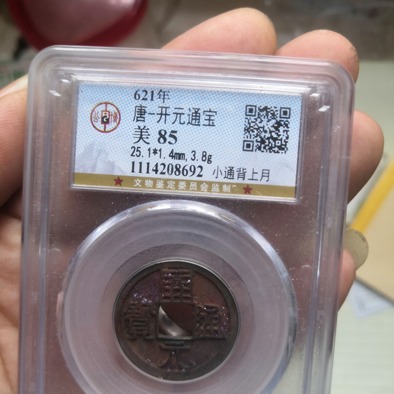 621年
唐-开元通宝
美 85
25.1*1.4mm,3.8g
1114208692 小通背上月
★ 文物鉴定委员会监制 ★
開
元
通
寳